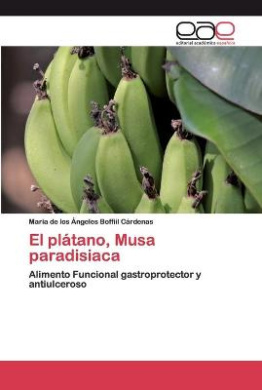 eae
editorial académica española
María de los Ángeles Boffill Cárdenas
El plátano, Musa
paradisiaca
Alimento Funcional gastroprotector y
antiulceroso